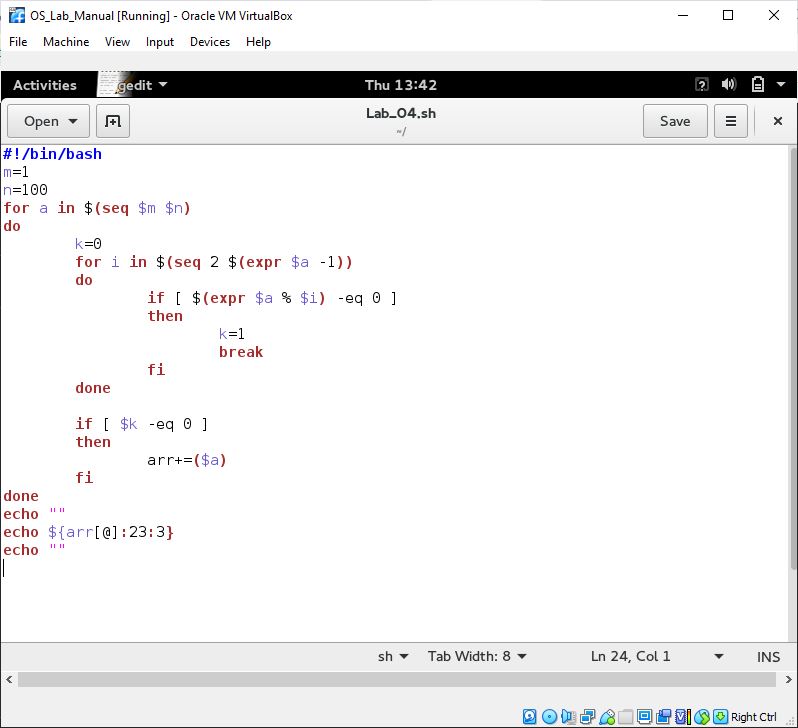 OS_Lab_Manual [Running] - Oracle VM VirtualBox
File Machine View Input Devices Help
Activities gedit Thu 13:42
Open Lab_04.sh Save
~/
#!/bin/bash
m=1
n=100
for a in $(seq $m $n)
do
k=0
for i in $(seq 2 $(expr $a -1))
do
if [ $(expr $a % $i) -eq 0 ]
then
k=1
break
fi
done
if [ $k -eq 0 ]
then
arr+=($a)
fi
done
echo ""
echo ${arr[@]:23:3}
echo ""
sh Tab Width: 8 Ln 24, Col 1 INS
Right Ctrl